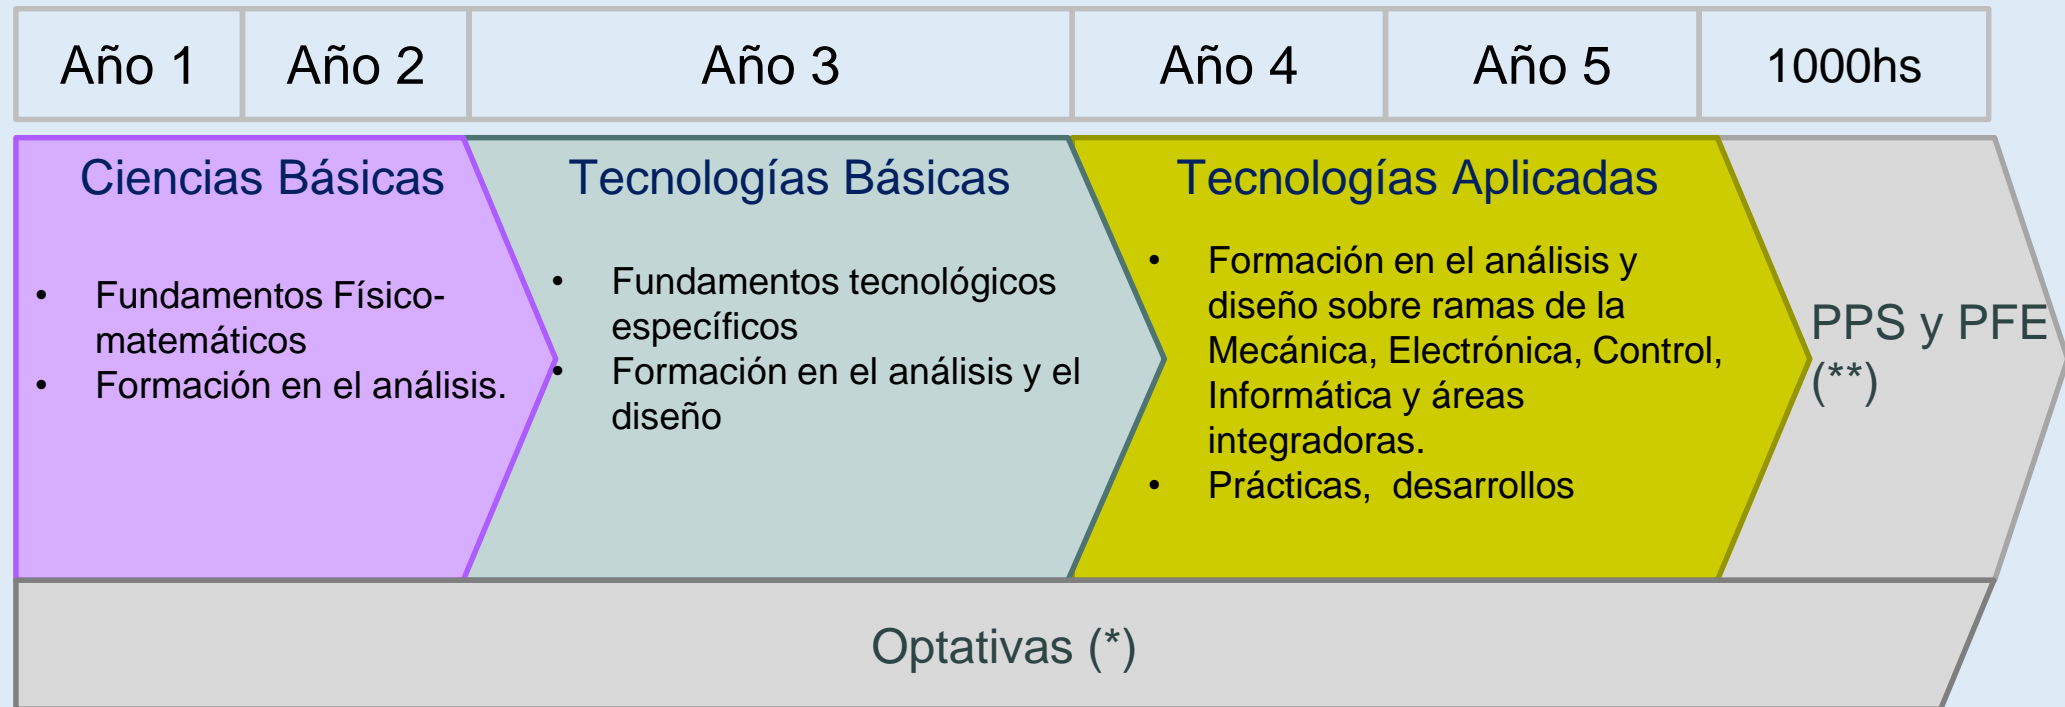 Año 1
Año 2
Año 3
Año 4
Año 5
1000hs
Ciencias Básicas
• Fundamentos Físico-
matemáticos
• Formación en el análisis.
Tecnologías Básicas
• Fundamentos tecnológicos
específicos
• Formación en el análisis y el
diseño
Tecnologías Aplicadas
• Formación en el análisis y
diseño sobre ramas de la
Mecánica, Electrónica, Control,
Informática y áreas
integradoras.
• Prácticas, desarrollos
PPS y PFE
(**)
Optativas (*)